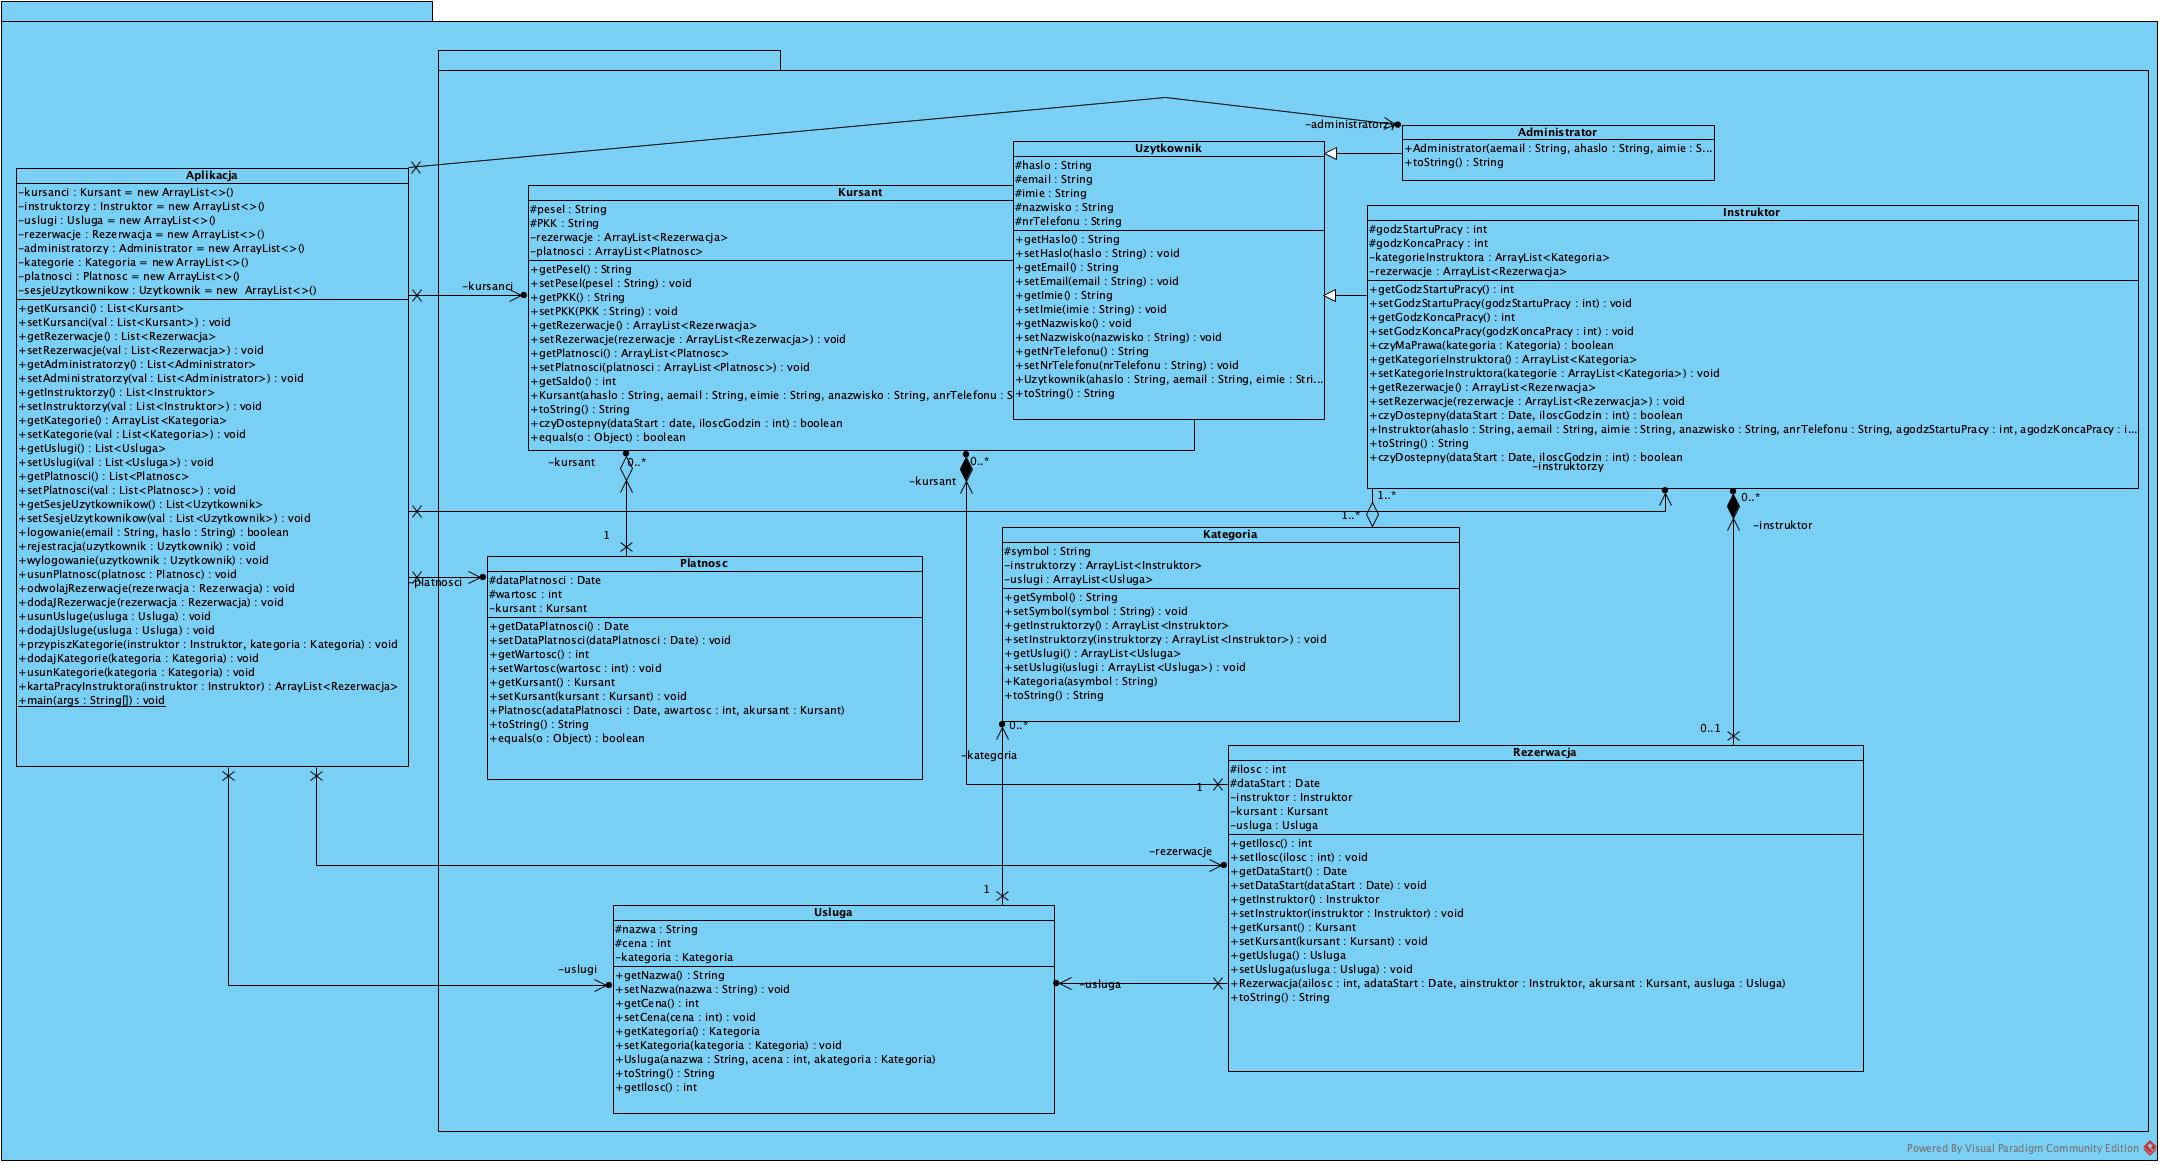 Aplikacja
-kursanci : Kursant = new ArrayList<>()
-instruktorzy : Instruktor = new ArrayList<>()
-uslugi : Usluga = new ArrayList<>()
-rezerwacje : Rezerwacja = new ArrayList<>()
-administratorzy : Administrator = new ArrayList<>()
-kategorie : Kategoria = new ArrayList<>()
-platnosci : Platnosc = new ArrayList<>()
-sesjeUzytkownikow : Uzytkownik = new  ArrayList<>()
+getKursanci() : List<Kursant>
+setKursanci(val : List<Kursant>) : void
+getRezerwacje() : List<Rezerwacja>
+setRezerwacje(val : List<Rezerwacja>) : void
+getAdministratorzy() : List<Administrator>
+setAdministratorzy(val : List<Administrator>) : void
+getInstruktorzy() : List<Instruktor>
+setInstruktorzy(val : List<Instruktor>) : void
+getKategorie() : ArrayList<Kategoria>
+setKategorie(val : List<Kategoria>) : void
+getUslugi() : List<Usluga>
+setUslugi(val : List<Usluga>) : void
+getPlatnosci() : List<Platnosc>
+setPlatnosci(val : List<Platnosc>) : void
+getSesjeUzytkownikow() : List<Uzytkownik>
+setSesjeUzytkownikow(val : List<Uzytkownik>) : void
+logowanie(email : String, haslo : String) : boolean
+rejestracja(uzytkownik : Uzytkownik) : void
+wylogowanie(uzytkownik : Uzytkownik) : void
+usunPlatnosc(platnosc : Platnosc) : void
+odwolajRezerwacje(rezerwacja : Rezerwacja) : void
+dodaJRezerwacje(rezerwacja : Rezerwacja) : void
+usunUsluge(usluga : Usluga) : void
+dodajUsluge(usluga : Usluga) : void
+przypiszKategorie(instruktor : Instruktor, kategoria : Kategoria) : void
+dodajKategorie(kategoria : Kategoria) : void
+usunKategorie(kategoria : Kategoria) : void
+kartaPracyInstruktora(instruktor : Instruktor) : ArrayList<Rezerwacja>
+main(args : String[]) : void
-kursanci
Kursant
#pesel : String
#PKK : String
-rezerwacje : ArrayList<Rezerwacja>
-platnosci : ArrayList<Platnosc>
+getPesel() : String
+setPesel(pesel : String) : void
+getPKK() : String
+setPKK(PKK : String) : void
+getRezerwacje() : ArrayList<Rezerwacja>
+setRezerwacje(rezerwacje : ArrayList<Rezerwacja>) : void
+getPlatnosci() : ArrayList<Platnosc>
+setPlatnosci(platnosci : ArrayList<Platnosc>) : void
+getSaldo() : int
+Kursant(ahaslo : String, aemail : String, eimie : String, anazwisko : String, anrTelefonu : S
+toString() : String
+czyDostepny(dataStart : date, iloscGodzin : int) : boolean
+equals(o : Object) : boolean
Uzytkownik
#haslo : String
#email : String
#imie : String
#nazwisko : String
#nrTelefonu : String
+getHaslo() : String
+setHaslo(haslo : String) : void
+getEmail() : String
+setEmail(email : String) : void
+getImie() : String
+setImie(imie : String) : void
+getNazwisko() : void
+setNazwisko(nazwisko : String) : void
+getNrTelefonu() : String
+setNrTelefonu(nrTelefonu : String) : void
+Uzytkownik(ahaslo : String, aemail : String, eimie : Stri...
+toString() : String
-administratorzy
Administrator
+Administrator(aemail : String, ahaslo : String, aimie : S...
+toString() : String
Instruktor
#godzStartuPracy : int
#godzKoncaPracy : int
-kategorieInstruktora : ArrayList<Kategoria>
-rezerwacje : ArrayList<Rezerwacja>
+getGodzStartuPracy() : int
+setGodzStartuPracy(godzStartuPracy : int) : void
+getGodzKoncaPracy() : int
+setGodzKoncaPracy(godzKoncaPracy : int) : void
+czyMaPrawa(kategoria : Kategoria) : boolean
+getKategorieInstruktora() : ArrayList<Kategoria>
+setKategorieInstruktora(kategorie : ArrayList<Kategoria>) : void
+getRezerwacje() : ArrayList<Rezerwacja>
+setRezerwacje(rezerwacje : ArrayList<Rezerwacja>) : void
+czyDostepny(dataStart : Date, iloscGodzin : int) : boolean
+Instruktor(ahaslo : String, aemail : String, aimie : String, anazwisko : String, anrTelefonu : String, agodzStartuPracy : int, agodzKoncaPracy : i...
+toString() : String
+czyDostepny(dataStart : Date, iloscGodzin : int) : boolean
-instruktorzy
-kursant
0..*
-kursant
0..*
1..*
1..*
0..*
-instruktor
1
-platnosci
Platnosc
#dataPlatnosci : Date
#wartosc : int
-kursant : Kursant
+getDataPlatnosci() : Date
+setDataPlatnosci(dataPlatnosci : Date) : void
+getWartosc() : int
+setWartosc(wartosc : int) : void
+getKursant() : Kursant
+setKursant(kursant : Kursant) : void
+Platnosc(adataPlatnosci : Date, awartosc : int, akursant : Kursant)
+toString() : String
+equals(o : Object) : boolean
Kategoria
#symbol : String
-instruktorzy : ArrayList<Instruktor>
-uslugi : ArrayList<Usluga>
+getSymbol() : String
+setSymbol(symbol : String) : void
+getInstruktorzy() : ArrayList<Instruktor>
+setInstruktorzy(instruktorzy : ArrayList<Instruktor>) : void
+getUslugi() : ArrayList<Usluga>
+setUslugi(uslugi : ArrayList<Usluga>) : void
+Kategoria(asymbol : String)
+toString() : String
0..*
-kategoria
0..1
1
Rezerwacja
#ilosc : int
#dataStart : Date
-instruktor : Instruktor
-kursant : Kursant
-usluga : Usluga
+getIlosc() : int
+setIlosc(ilosc : int) : void
+getDataStart() : Date
+setDataStart(dataStart : Date) : void
+getInstruktor() : Instruktor
+setInstruktor(instruktor : Instruktor) : void
+getKursant() : Kursant
+setKursant(kursant : Kursant) : void
+getUsluga() : Usluga
+setUsluga(usluga : Usluga) : void
+Rezerwacja(ailosc : int, adataStart : Date, ainstruktor : Instruktor, akursant : Kursant, ausluga : Usluga)
+toString() : String
-rezerwacje
1
-uslugi
-usluga
Usluga
#nazwa : String
#cena : int
-kategoria : Kategoria
+getNazwa() : String
+setNazwa(nazwa : String) : void
+getCena() : int
+setCena(cena : int) : void
+getKategoria() : Kategoria
+setKategoria(kategoria : Kategoria) : void
+Usluga(anazwa : String, acena : int, akategoria : Kategoria)
+toString() : String
+getIlosc() : int
Powered By Visual Paradigm Community Edition